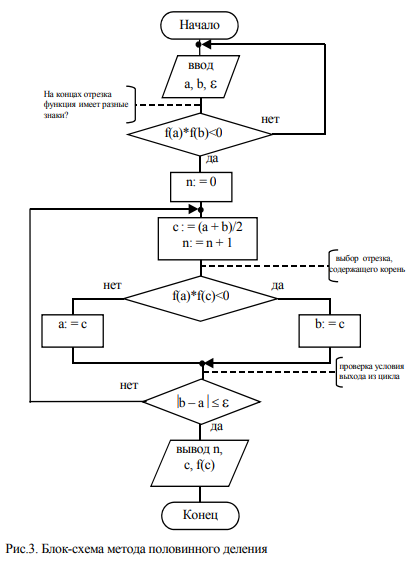 Начало
ввод
a, b, ε
На концах отрезка
функция имеет разные
знаки?
f(a)*f(b)<0
нет
да
n: = 0
c : = (a + b)/2
n: = n + 1
выбор отрезка,
содержащего корень
нет
f(a)*f(c)<0
да
a: = c
b: = c
проверка условия
выхода из цикла
нет
|b – a| ≤ ε
да
вывод n,
c, f(c)
Конец
Рис.3. Блок-схема метода половинного деления